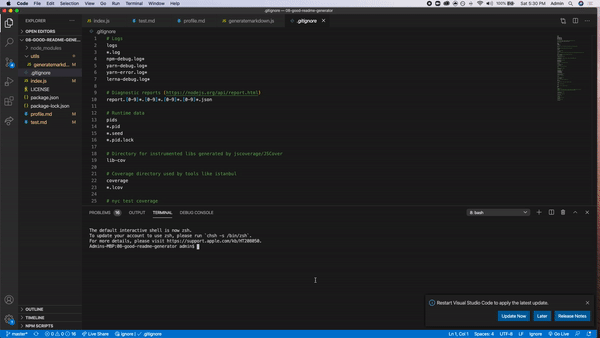 Code File Edit Selection View Go Run Terminal Window Help 100% Sat 5:30 PM Admin
.gitignore — 08-good-readme-generator
EXPLORER
index.js
test.md
profile.md
generatemarkdown.js
.gitignore
OPEN EDITORS
.gitignore
08-GOOD-README-GENE...
node_modules
utils
generatemarkd... M
.gitignore
index.js M
LICENSE
package.json
package-lock.json
profile.md M
test.md M
1 # Logs
2 logs
3 *.log
4 npm-debug.log*
5 yarn-debug.log*
6 yarn-error.log*
7 lerna-debug.log*
8
9 # Diagnostic reports (https://nodejs.org/api/report.html)
10 report.[0-9]*.[0-9]*.[0-9]*.[0-9]*.json
11
12 # Runtime data
13 pids
14 *.pid
15 *.seed
16 *.pid.lock
17
18 # Directory for instrumented libs generated by jscoverage/JSCover
19 lib-cov
20
21 # Coverage directory used by tools like istanbul
22 coverage
23 *.lcov
24
25 # nyc test coverage
PROBLEMS 16 OUTPUT TERMINAL DEBUG CONSOLE
The default interactive shell is now zsh.
To update your account to use zsh, please run `chsh -s /bin/zsh`.
For more details, please visit https://support.apple.com/kb/HT208050.
Admins-MBP:08-good-readme-generator admin$
OUTLINE
TIMELINE
NPM SCRIPTS
Restart Visual Studio Code to apply the latest update.
Update Now Later Release Notes
master* 0 0 16 Live Share ignore .gitignore Ln 1, Col 1 Spaces: 4 UTF-8 LF Ignore Go Live